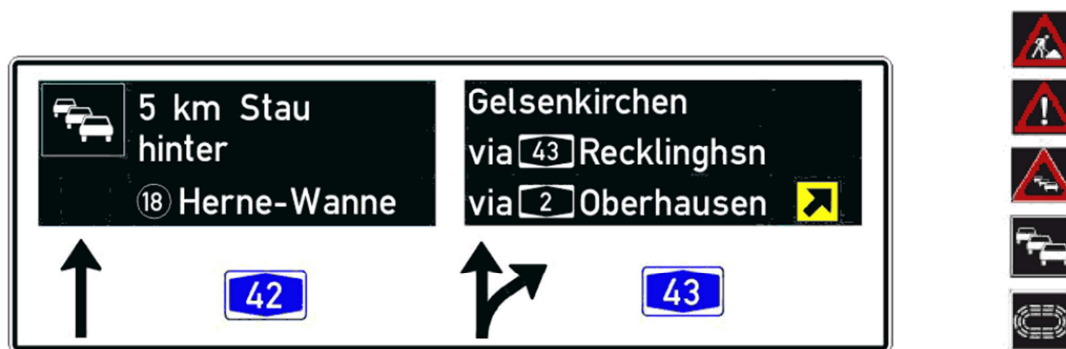 5 km Stau
hinter
18 Herne-Wanne
42
Gelsenkirchen
via 43 Recklinghsn
via 2 Oberhausen
43